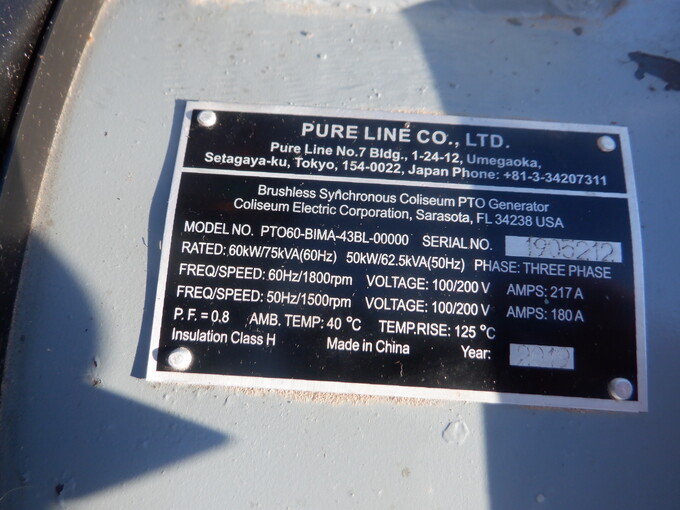 PURE LINE CO., LTD.
Pure Line No.7 Bldg., 1-24-12, Umegaoka,
Setagaya-ku, Tokyo, 154-0022, Japan Phone: +81-3-34207311
Brushless Synchronous Coliseum PTO Generator
Coliseum Electric Corporation, Sarasota, FL 34238 USA
MODEL NO. PTO60-BIMA-43BL-00000 SERIAL NO. 1905212
RATED: 60kW/75kVA(60Hz) 50kW/62.5kVA(50Hz) PHASE: THREE PHASE
FREQ/SPEED: 60Hz/1800rpm VOLTAGE: 100/200 V AMPS: 217 A
FREQ/SPEED: 50Hz/1500rpm VOLTAGE: 100/200 V AMPS: 180 A
P. F. = 0.8 AMB. TEMP: 40 °C TEMP.RISE: 125 °C
Insulation Class H Made in China Year: